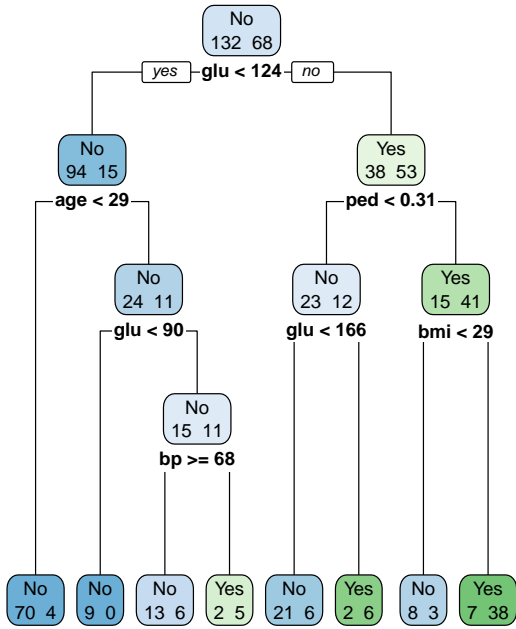 No
132 68
yes glu < 124 no
No
94 15
age < 29
Yes
38 53
ped < 0.31
No
24 11
glu < 90
No
23 12
glu < 166
Yes
15 41
bmi < 29
No
15 11
bp >= 68
No
70 4
No
9 0
No
13 6
Yes
2 5
No
21 6
Yes
2 6
No
8 3
Yes
7 38